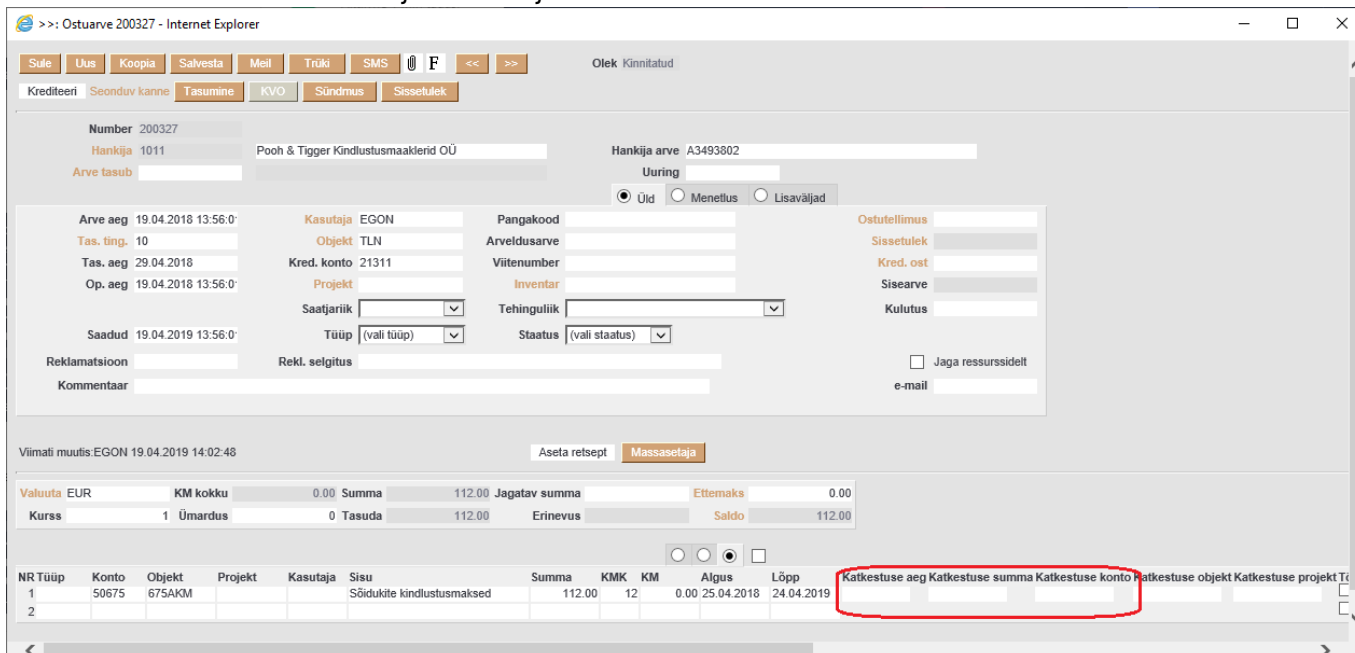 >>: Ostuarve 200327 - Internet Explorer
Sule Uus Koopia Salvesta Meil Trüki SMS F << >> Olek Kinnitatud
Krediteeri Seonduv kanne Tasumine KVO Sündmus Sissetulek
Number 200327
Hankija 1011 Pooh & Tigger Kindlustusmaaklerid OÜ Hankija arve A3493802
Arve tasub Uuring
Üld Menetlus Lisaväljad
Arve aeg 19.04.2018 13:56:0 Kasutaja EGON Pangakood Ostutellimus
Tas. ting. 10 Objekt TLN Arveldusarve Sissetulek
Tas. aeg 29.04.2018 Kred. konto 21311 Viitenumber Kred. ost
Op. aeg 19.04.2018 13:56:0 Projekt Inventar Sisearve
Saatjariik Tehinguliik Kulutus
Saadud 19.04.2019 13:56:0 Tüüp (vali tüüp) Staatus (vali staatus)
Reklamatsioon Rekl. selgitus Jaga ressurssidelt
Kommentaar e-mail
Viimati muutis:EGON 19.04.2019 14:02:48 Aseta retsept Massasetaja
Valuuta EUR KM kokku 0.00 Summa 112.00 Jagatav summa Ettemaks 0.00
Kurss 1 Ümardus 0 Tasuda 112.00 Erinevus Saldo 112.00
NR Tüüp Konto Objekt Projekt Kasutaja Sisu Summa KMK KM Algus Lõpp Katkestuse aeg Katkestuse summa Katkestuse konto Katkestuse objekt Katkestuse projekt
1 50675 675AKM Sõidukite kindlustusmaksed 112.00 12 0.00 25.04.2018 24.04.2019
2